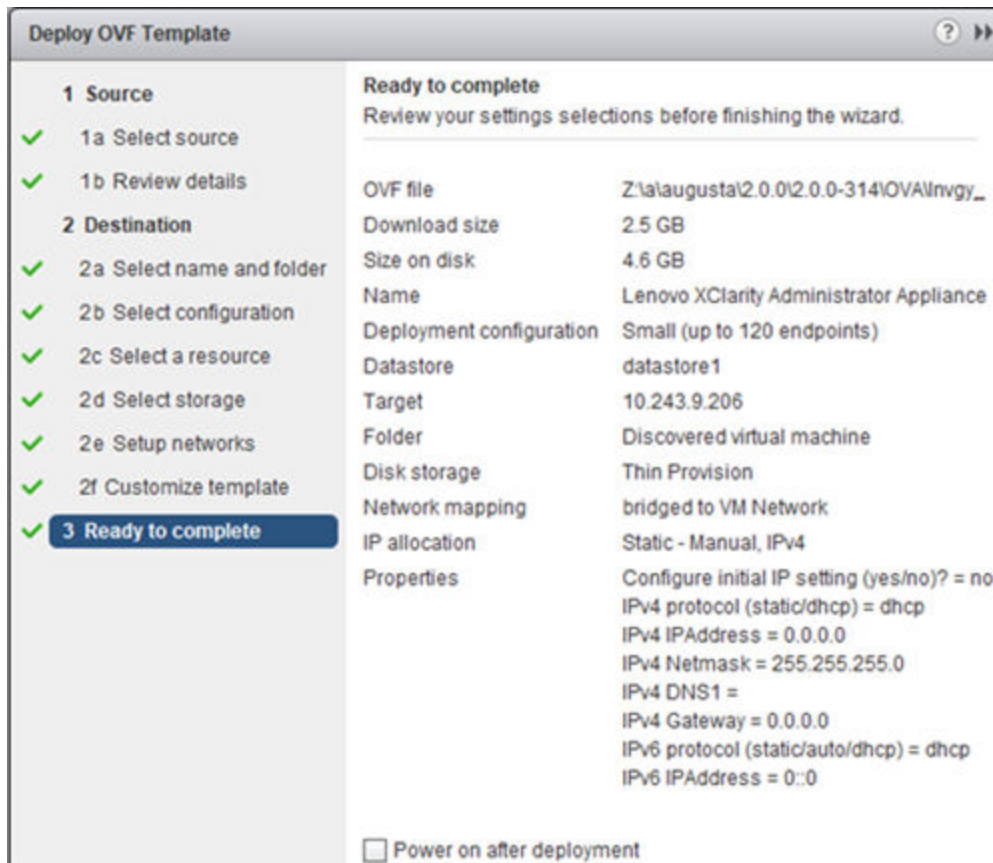 Deploy OVF Template
1 Source
1a Select source
1b Review details
2 Destination
2a Select name and folder
2b Select configuration
2c Select a resource
2d Select storage
2e Setup networks
2f Customize template
3 Ready to complete
Ready to complete
Review your settings selections before finishing the wizard.
OVF file Z:\a\augusta\2.0.0\2.0.0-314\OVA\lnvgy_
Download size 2.5 GB
Size on disk 4.6 GB
Name Lenovo XClarity Administrator Appliance
Deployment configuration Small (up to 120 endpoints)
Datastore datastore1
Target 10.243.9.206
Folder Discovered virtual machine
Disk storage Thin Provision
Network mapping bridged to VM Network
IP allocation Static - Manual, IPv4
Properties Configure initial IP setting (yes/no)? = no
IPv4 protocol (static/dhcp) = dhcp
IPv4 IPAddress = 0.0.0.0
IPv4 Netmask = 255.255.255.0
IPv4 DNS1 =
IPv4 Gateway = 0.0.0.0
IPv6 protocol (static/auto/dhcp) = dhcp
IPv6 IPAddress = 0::0
Power on after deployment